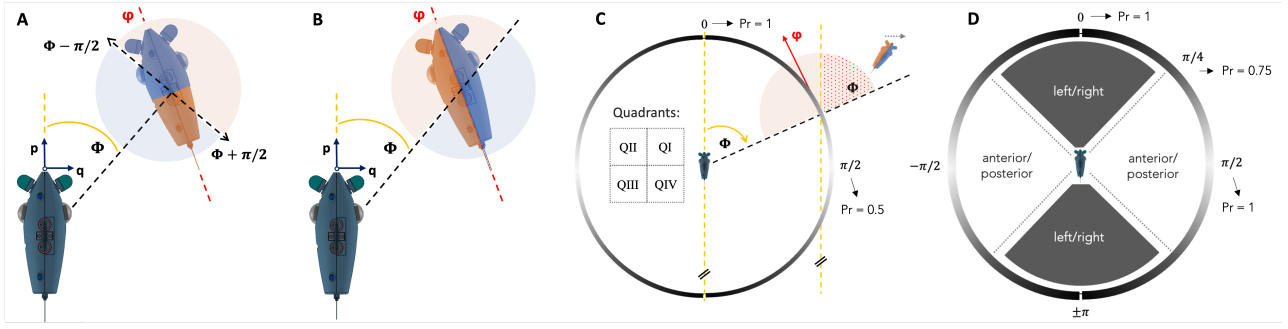 A
φ
Φ − π/2
Φ
Φ + π/2
p
q
B
φ
Φ
p
q
C
0 → Pr = 1
φ
Φ
Quadrants:
QII QI
QIII QIV
Φ
π/2
Pr = 0.5
D
0 → Pr = 1
π/4
→ Pr = 0.75
left/right
−π/2
anterior/
posterior
anterior/
posterior
π/2
Pr = 1
left/right
±π